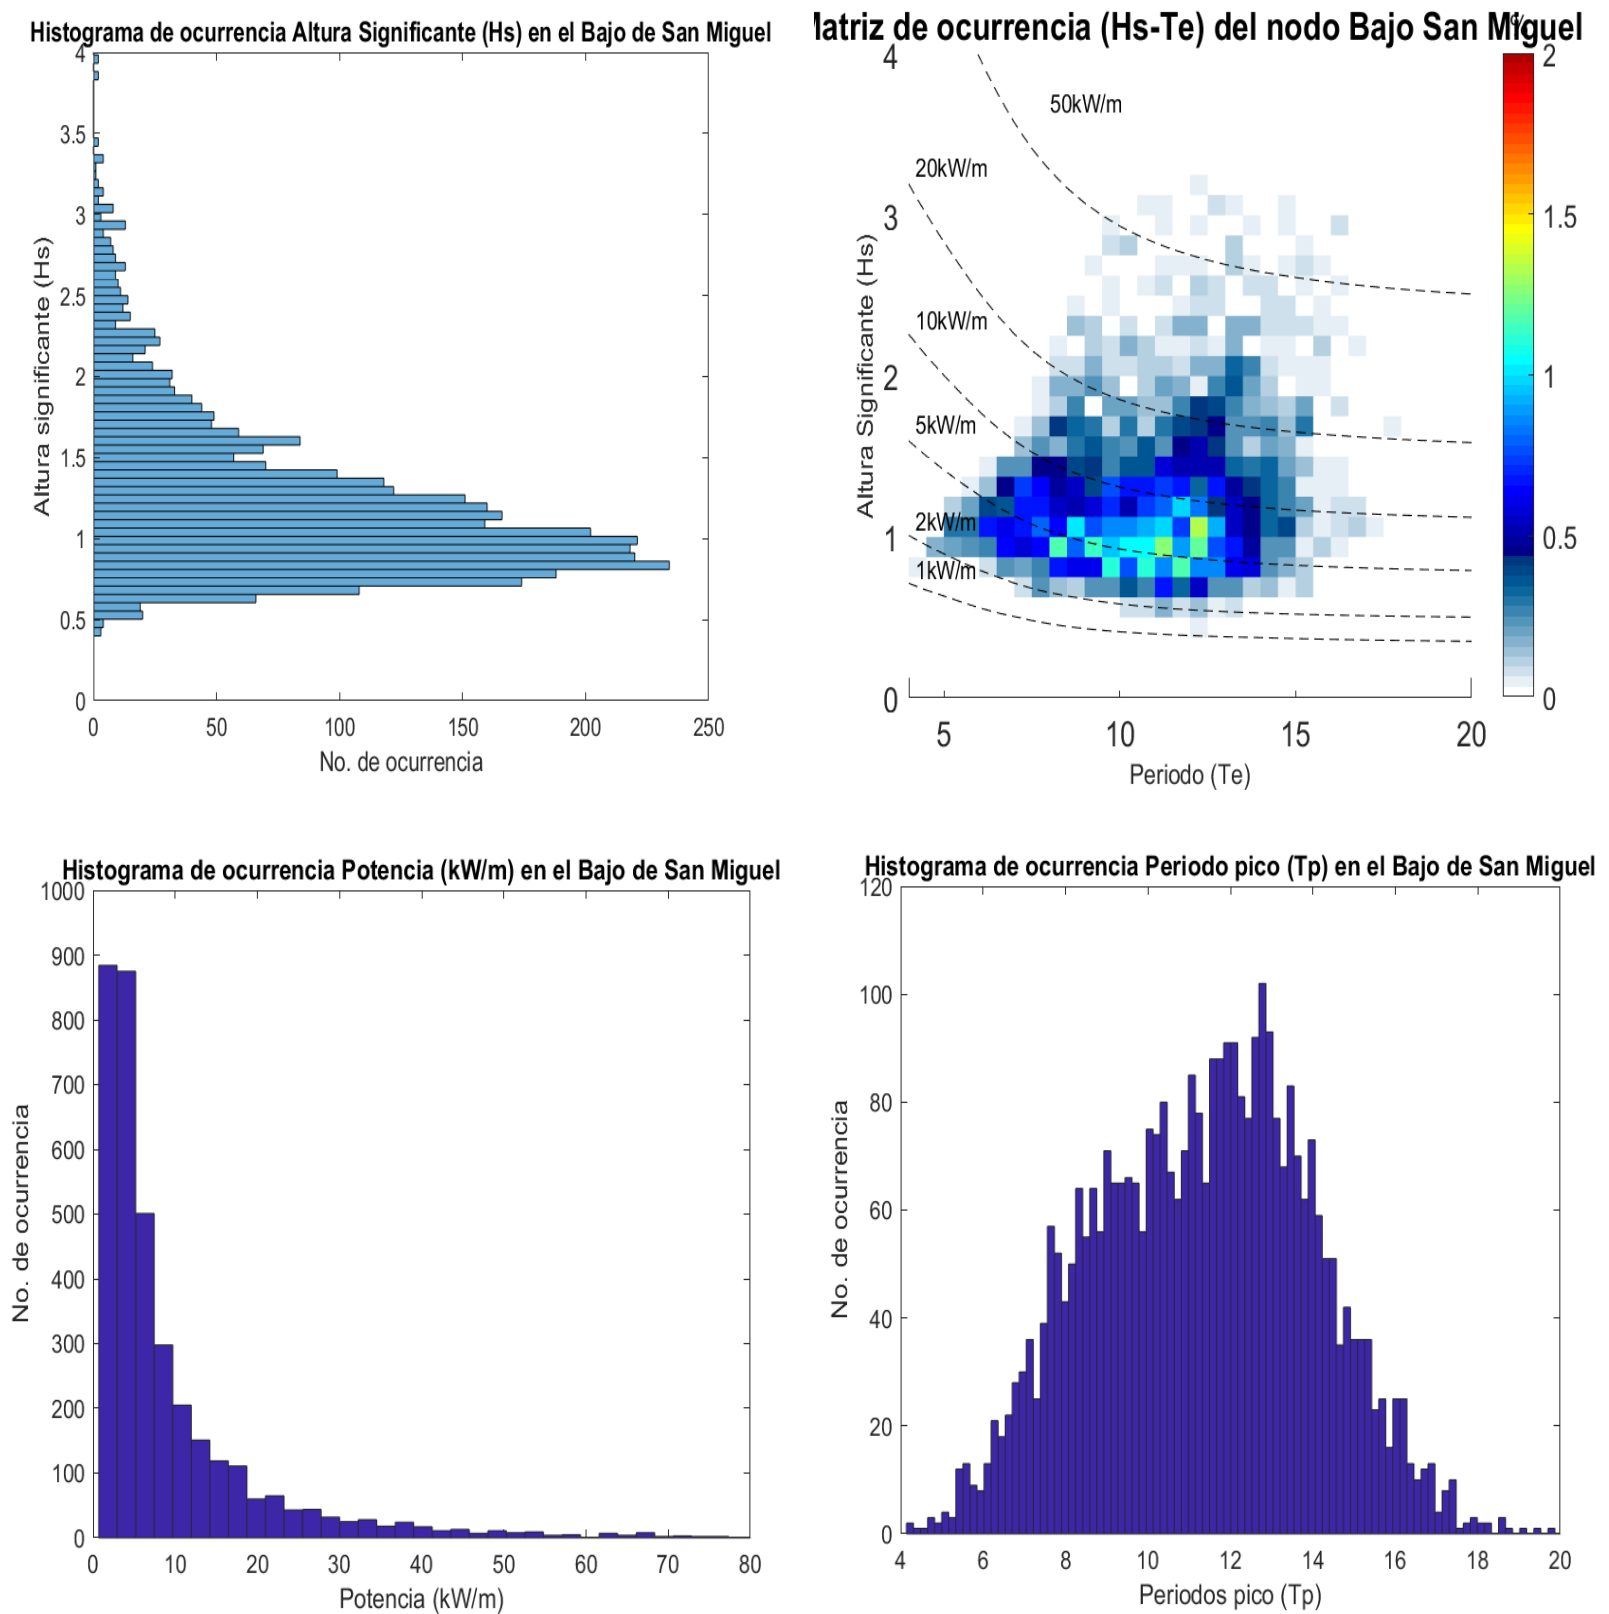 Histograma de ocurrencia Altura Significante (Hs) en el Bajo de San Miguel
4
3.5
3
2.5
2
1.5
1
0.5
0
Altura significante (Hs)
0 50 100 150 200 250
No. de ocurrencia
de ocurrencia (Hs-Te) del nodo Bajo San Miguel
4
3
2
1
0
Altura Significante (Hs)
50kW/m
20kW/m
10kW/m
5kW/m
2kW/m
1kW/m
5 10 15 20
Periodo (Te)
2
1.5
1
0.5
0
Histograma de ocurrencia Potencia (kW/m) en el Bajo de San Miguel
1000
900
800
700
600
500
400
300
200
100
0
No. de ocurrencia
0 10 20 30 40 50 60 70 80
Potencia (kW/m)
Histograma de ocurrencia Periodo pico (Tp) en el Bajo de San Miguel
120
100
80
60
40
20
0
No. de ocurrencia
4 6 8 10 12 14 16 18 20
Periodos pico (Tp)